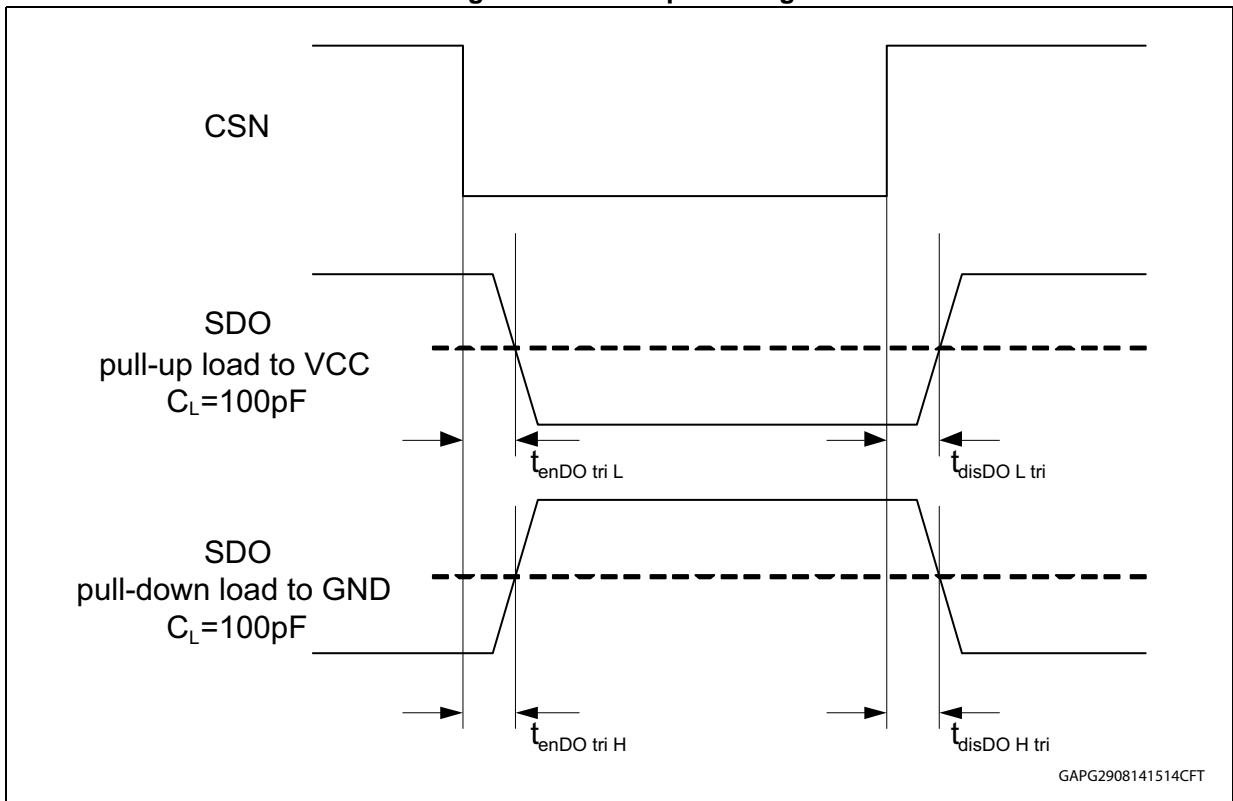 CSN
SDO
pull-up load to VCC
CL=100pF
tenDO tri L
tdisDO L tri
SDO
pull-down load to GND
CL=100pF
tenDO tri H
tdisDO H tri
GAPG2908141514CFT